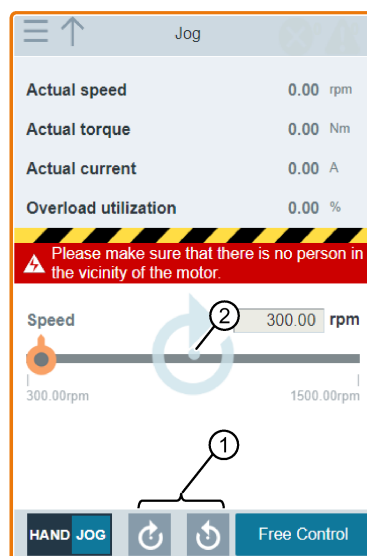 Jog
Actual speed 0.00 rpm
Actual torque 0.00 Nm
Actual current 0.00 A
Overload utilization 0.00 %
Please make sure that there is no person in
the vicinity of the motor.
Speed 2 300.00 rpm
300.00rpm 1500.00rpm
1
HAND JOG Free Control